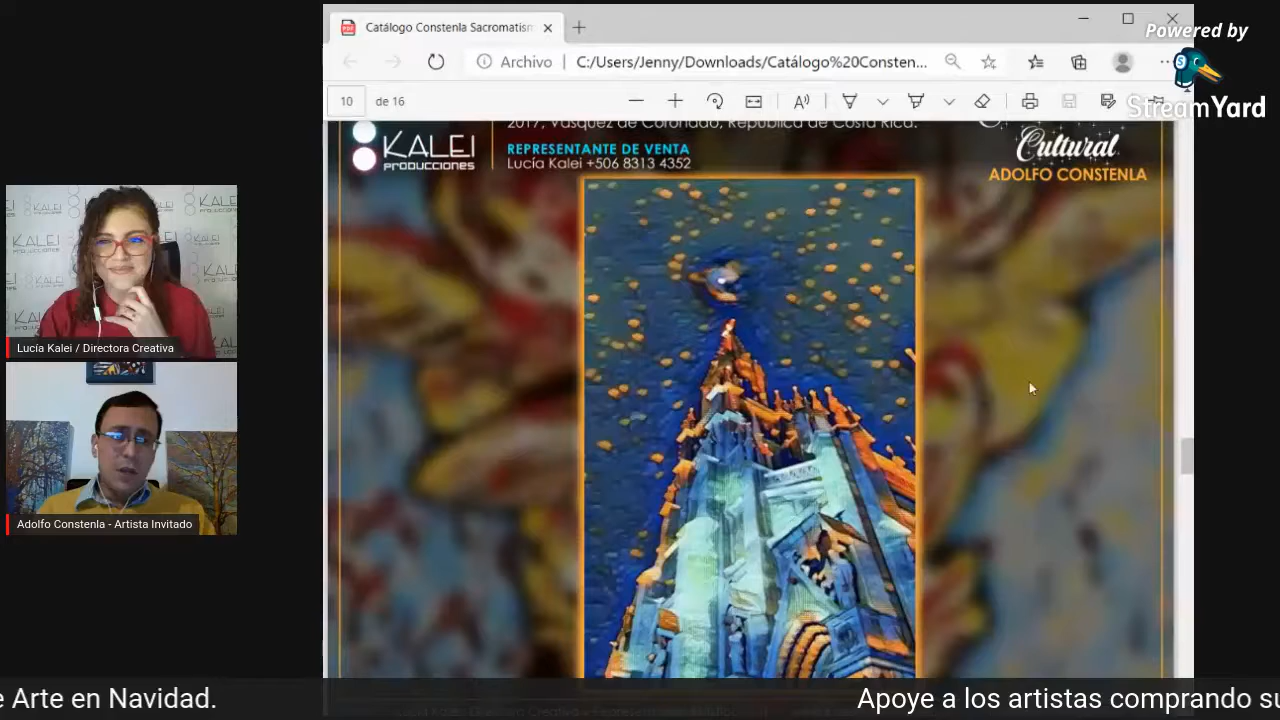 Catálogo Constenla Sacromatism
Powered by
StreamYard
Archivo
C:/Users/Jenny/Downloads/Catálogo%20Consten...
10 de 16
KALEI
PRODUCCIONES
2017, Vásquez de Coronado, República de Costa Rica.
REPRESENTANTE DE VENTA
Lucía Kalei +506 8313 4352
Cultural
ADOLFO CONSTENLA
KALEI
Lucía Kalei / Directora Creativa
Adolfo Constenla - Artista Invitado
e Arte en Navidad.
Apoye a los artistas comprando su